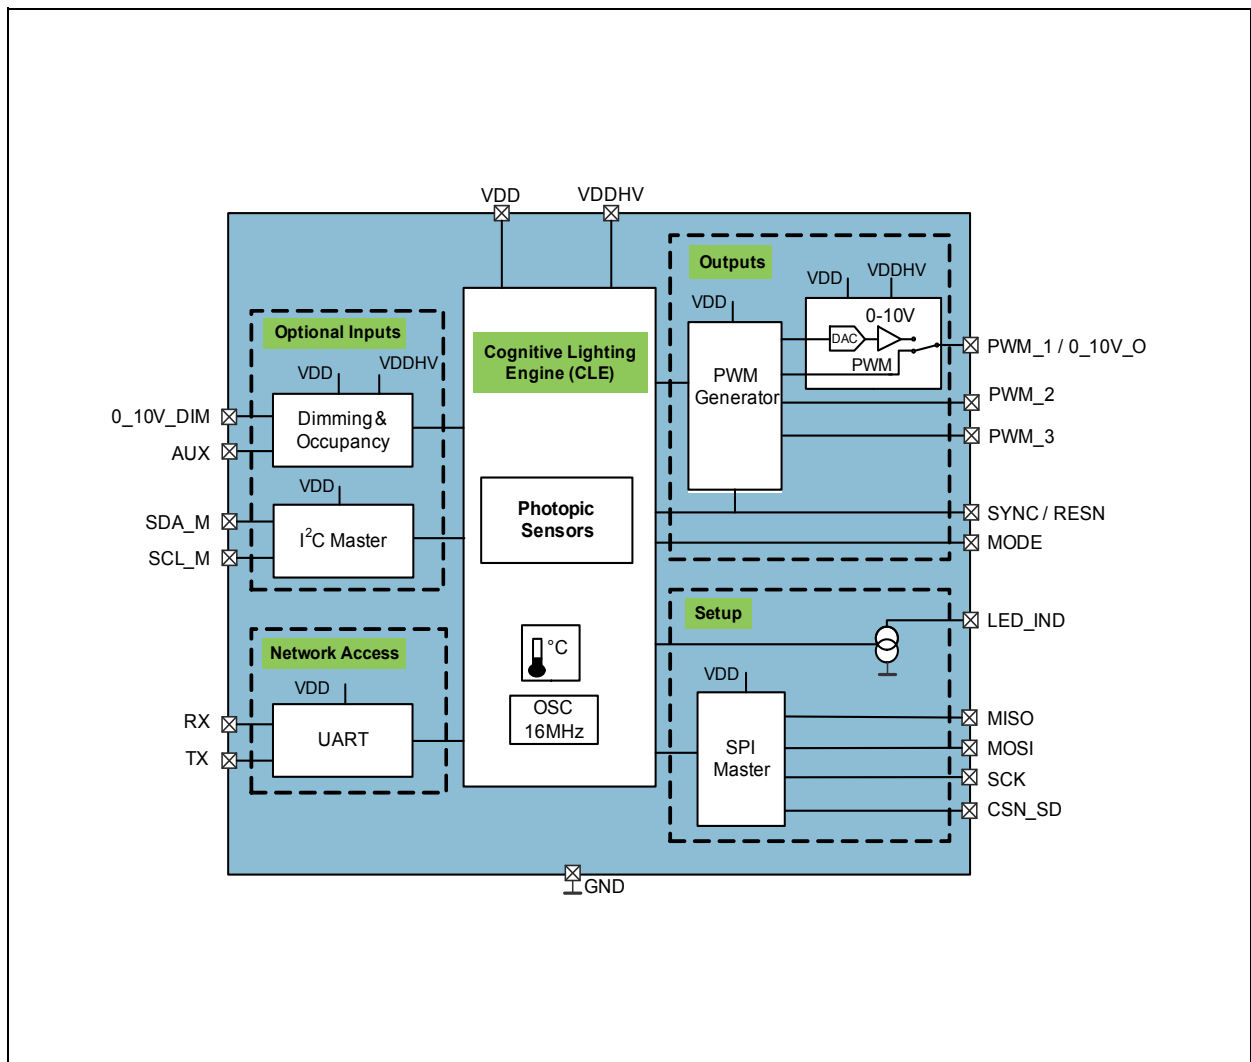 VDD
VDDHV
Outputs
VDD
VDDHV
VDD
0-10V
DAC
PWM
PWM
Generator
PWM_1 / 0_10V_O
PWM_2
PWM_3
SYNC / RESN
MODE
Optional Inputs
VDD
VDDHV
Dimming &
Occupancy
0_10V_DIM
AUX
VDD
I²C Master
SDA_M
SCL_M
Cognitive Lighting
Engine (CLE)
Photopic
Sensors
°C
OSC
16MHz
Network Access
VDD
UART
RX
TX
Setup
LED_IND
VDD
SPI
Master
MISO
MOSI
SCK
CSN_SD
GND